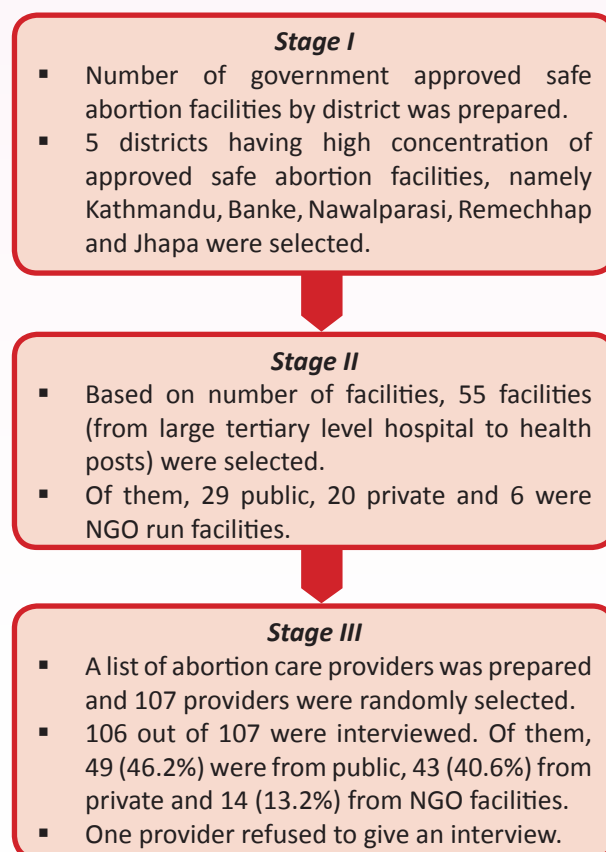 Stage I
▪ Number of government approved safe
abortion facilities by district was prepared.
▪ 5 districts having high concentration of
approved safe abortion facilities, namely
Kathmandu, Banke, Nawalparasi, Remechhap
and Jhapa were selected.
Stage II
▪ Based on number of facilities, 55 facilities
(from large tertiary level hospital to health
posts) were selected.
▪ Of them, 29 public, 20 private and 6 were
NGO run facilities.
Stage III
▪ A list of abortion care providers was prepared
and 107 providers were randomly selected.
▪ 106 out of 107 were interviewed. Of them,
49 (46.2%) were from public, 43 (40.6%) from
private and 14 (13.2%) from NGO facilities.
▪ One provider refused to give an interview.